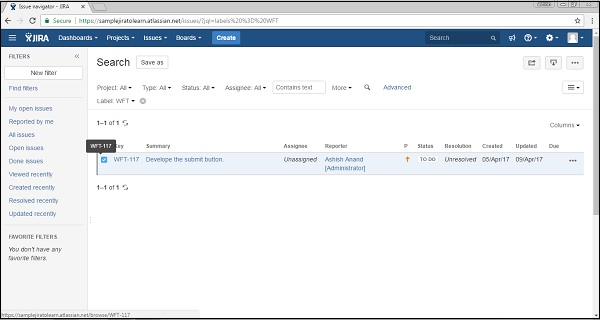 Issue navigator - JIRA
Secure https://samplejiratolearn.atlassian.net/issues/?jql=labels%20%3D%20WFT
JIRA Dashboards Projects Issues Boards Create Search
FILTERS
New filter
Find filters
My open issues
Reported by me
All issues
Open issues
Done issues
Viewed recently
Created recently
Resolved recently
Updated recently
FAVORITE FILTERS
You don't have any
favorite filters.
Search Save as
Project: All Type: All Status: All Assignee: All Contains text More Advanced
Label: WFT
1–1 of 1
Columns
WFT-117
Key Summary Assignee Reporter P Status Resolution Created Updated Due
WFT-117 Develope the submit button. Unassigned Ashish Anand TO DO Unresolved 05/Apr/17 09/Apr/17
[Administrator]
1–1 of 1
https://samplejiratolearn.atlassian.net/browse/WFT-117